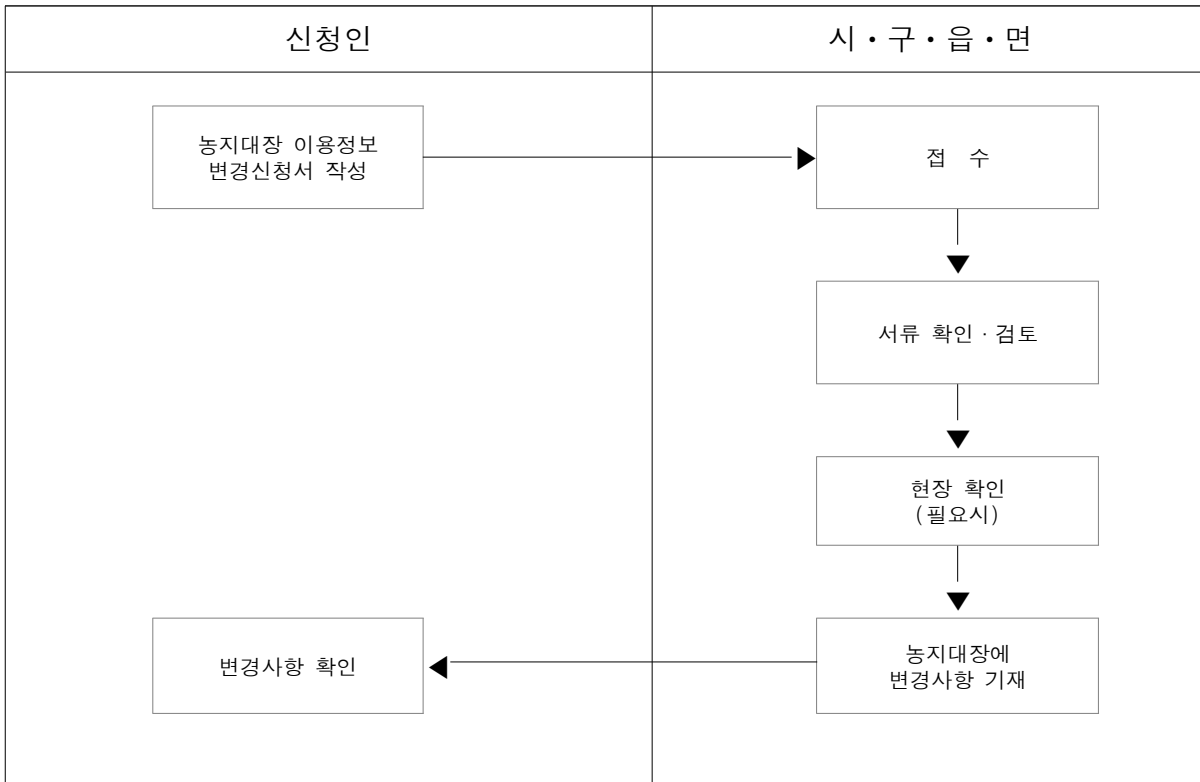 신청인
시・구・읍・면
농지대장 이용정보
변경신청서 작성
접 수
서류 확인 · 검토
현장 확인
(필요시)
농지대장에
변경사항 기재
변경사항 확인